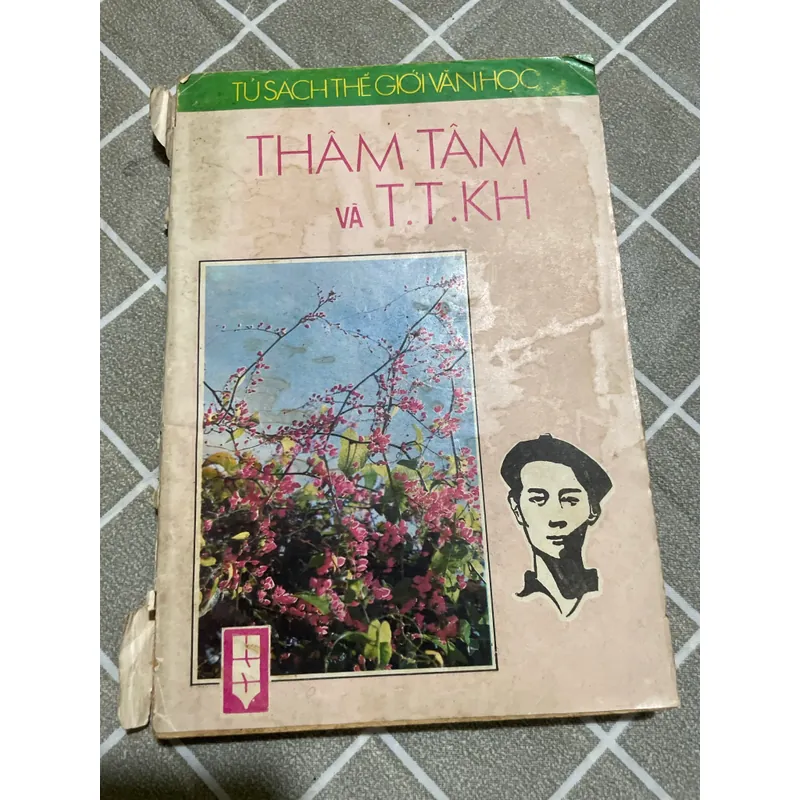 TỦ SÁCH THẾ GIỚI VĂN HỌC
THÂM TÂM
VÀ T.T.KH